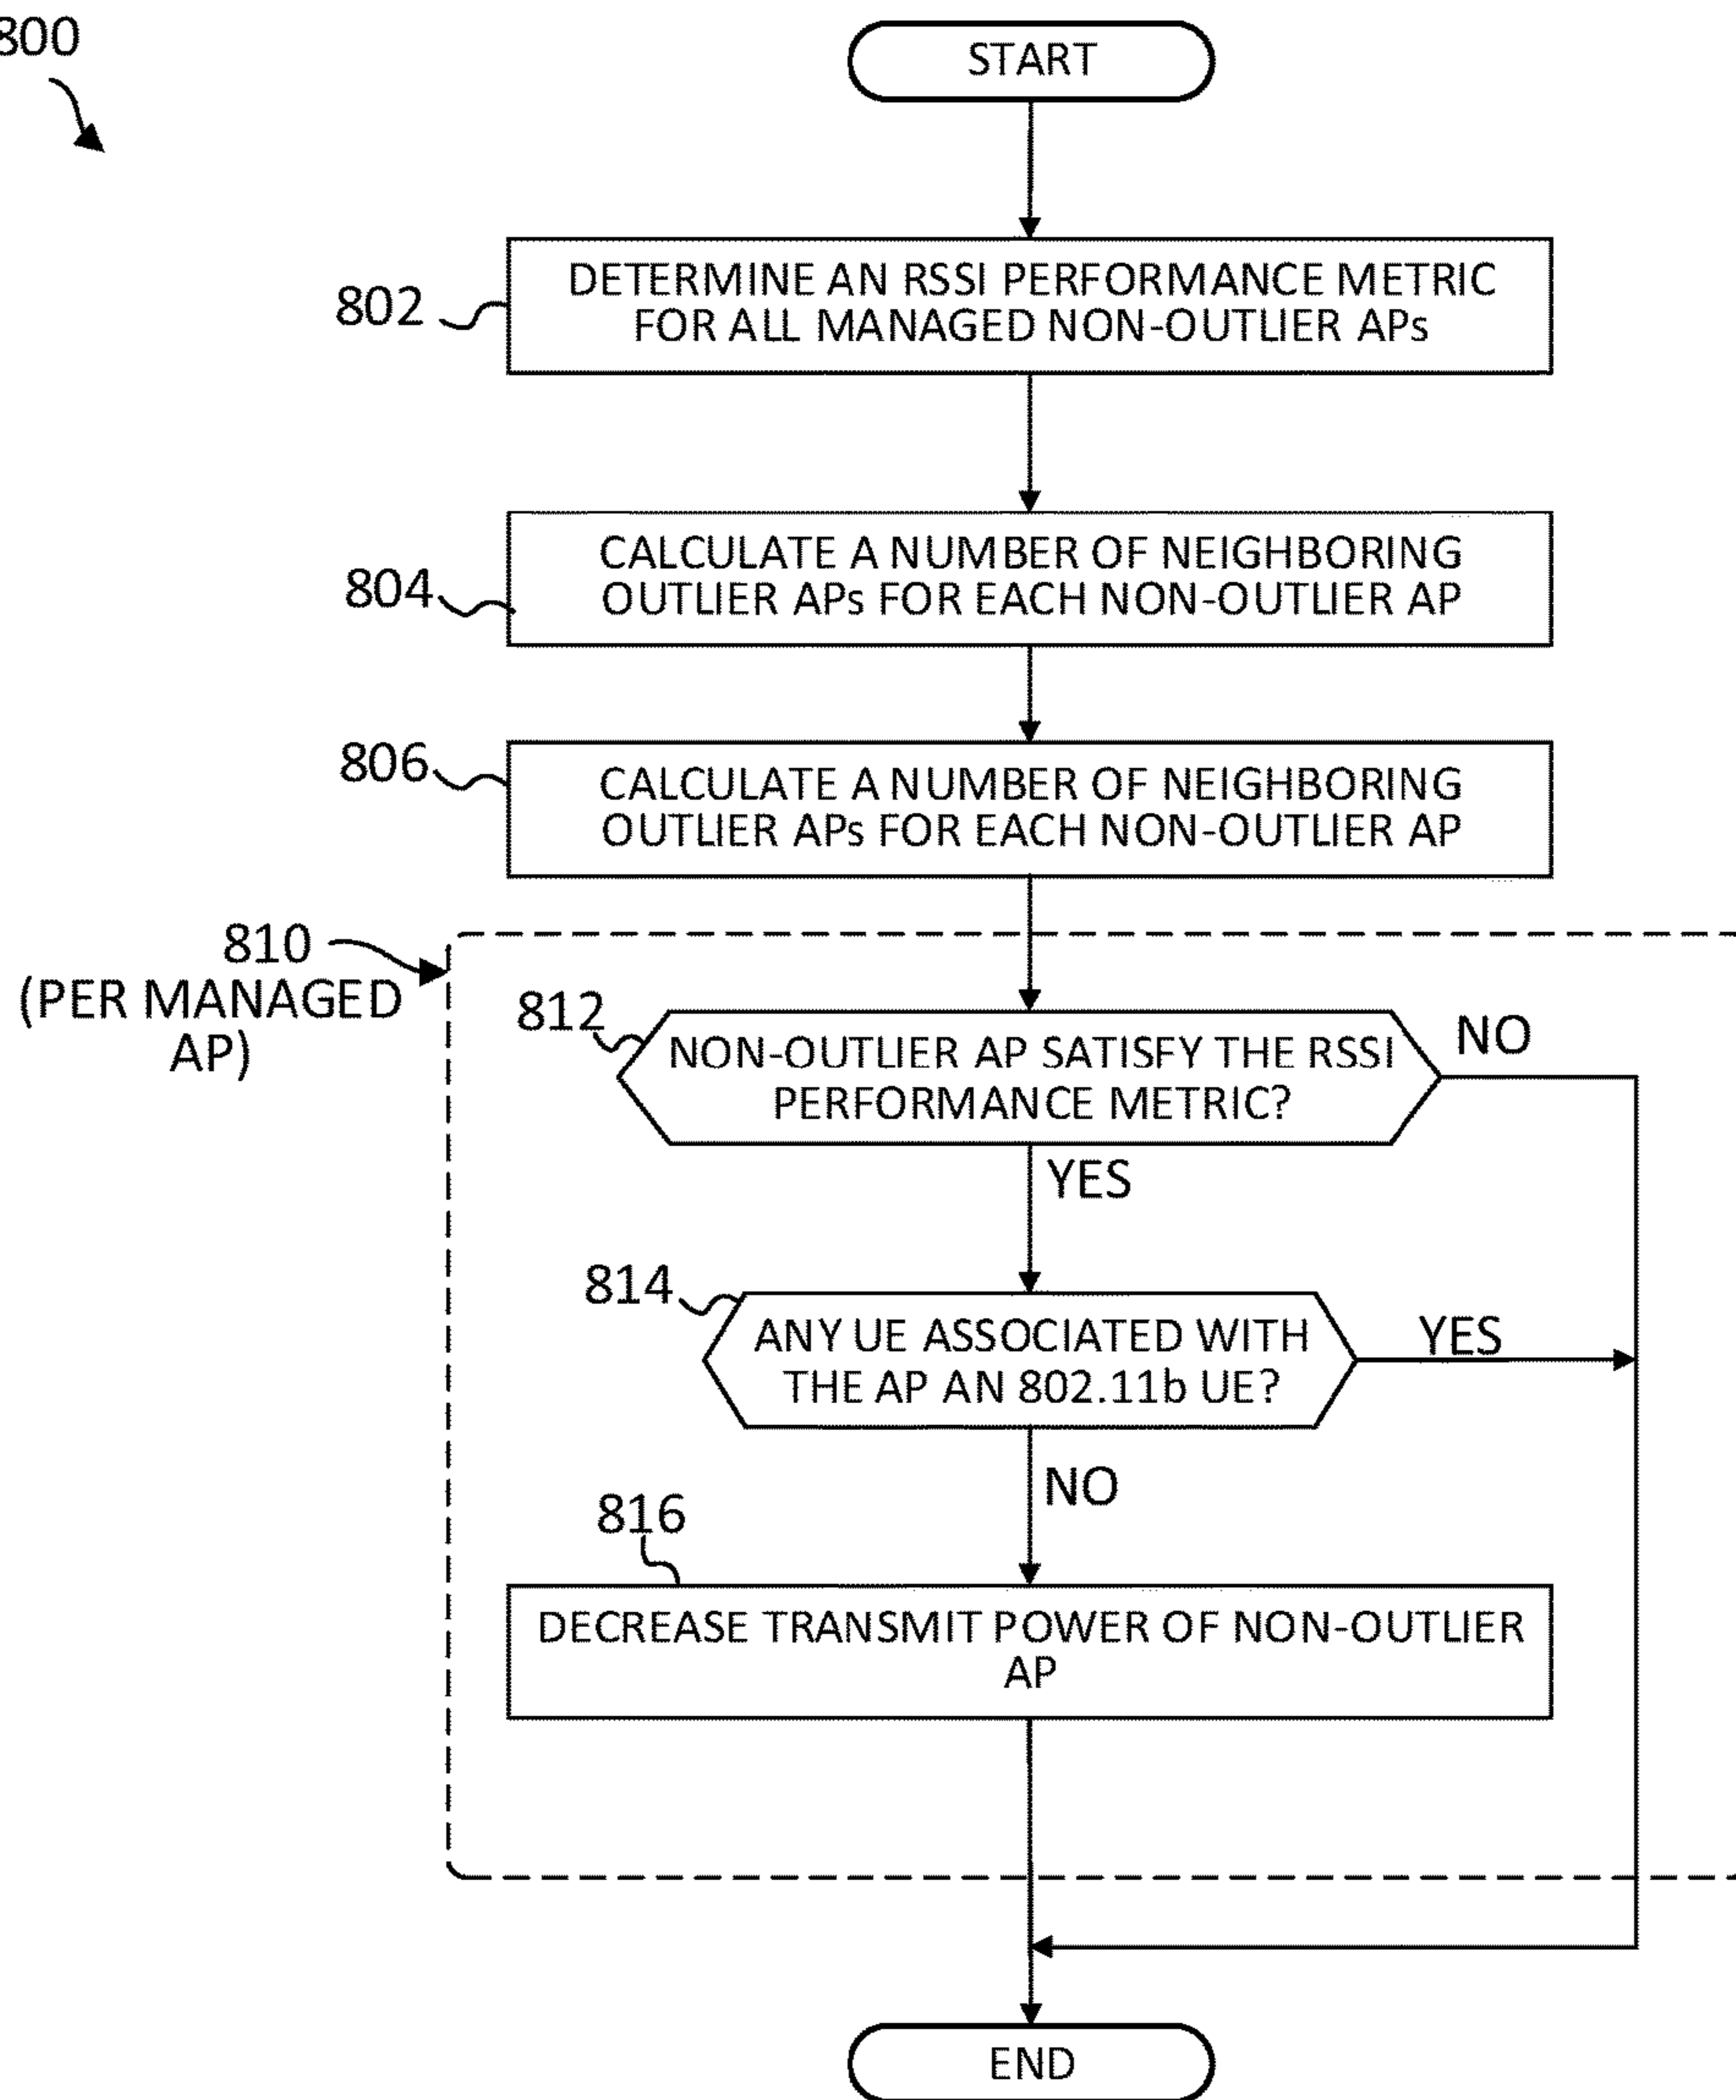 800
START
802
DETERMINE AN RSSI PERFORMANCE METRIC
FOR ALL MANAGED NON-OUTLIER APs
804
CALCULATE A NUMBER OF NEIGHBORING
OUTLIER APs FOR EACH NON-OUTLIER AP
806
CALCULATE A NUMBER OF NEIGHBORING
OUTLIER APs FOR EACH NON-OUTLIER AP
810
(PER MANAGED
AP)
812
NON-OUTLIER AP SATISFY THE RSSI
PERFORMANCE METRIC?
NO
YES
814
ANY UE ASSOCIATED WITH
THE AP AN 802.11b UE?
YES
NO
816
DECREASE TRANSMIT POWER OF NON-OUTLIER
AP
END